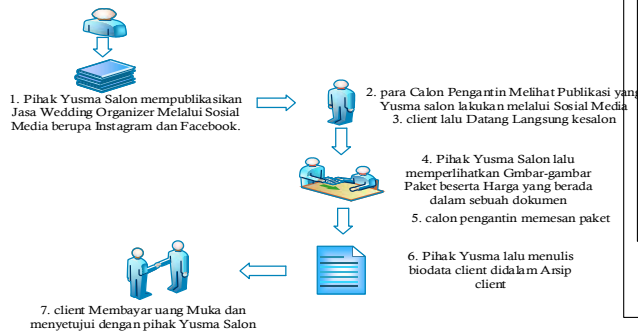 1. Pihak Yusma Salon mempublikasikan
Jasa Wedding Organizer Melalui Sosial
Media berupa Instagram dan Facebook.
2. para Calon Pengantin Melihat Publikasi yang
Yusma salon lakukan melalui Sosial Media
3. client lalu Datang Langsung kesalon
4. Pihak Yusma Salon lalu
memperlihatkan Gmbar-gambar
Paket beserta Harga yang berada
dalam sebuah dokumen
5. calon pengantin memesan paket
6. Pihak Yusma lalu menulis
biodata client didalam Arsip
client
7. client Membayar uang Muka dan
menyetujui dengan pihak Yusma Salon